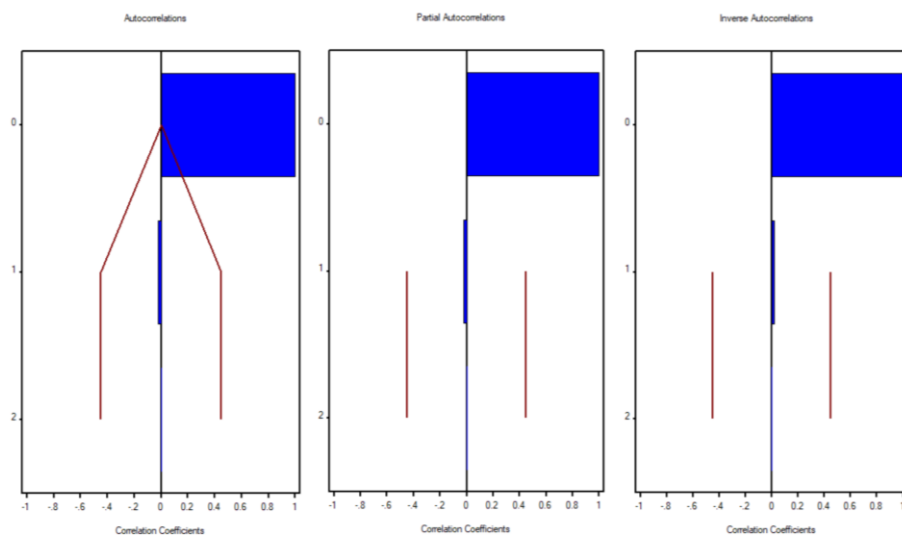 Autocorrelations
Partial Autocorrelations
Inverse Autocorrelations
0
1
2
-1 -.8 -.6 -.4 -.2 0 0.2 0.4 0.6 0.8 1
Correlation Coefficients
0
1
2
-1 -.8 -.6 -.4 -.2 0 0.2 0.4 0.6 0.8 1
Correlation Coefficients
0
1
2
-1 -.8 -.6 -.4 -.2 0 0.2 0.4 0.6 0.8 1
Correlation Coefficients